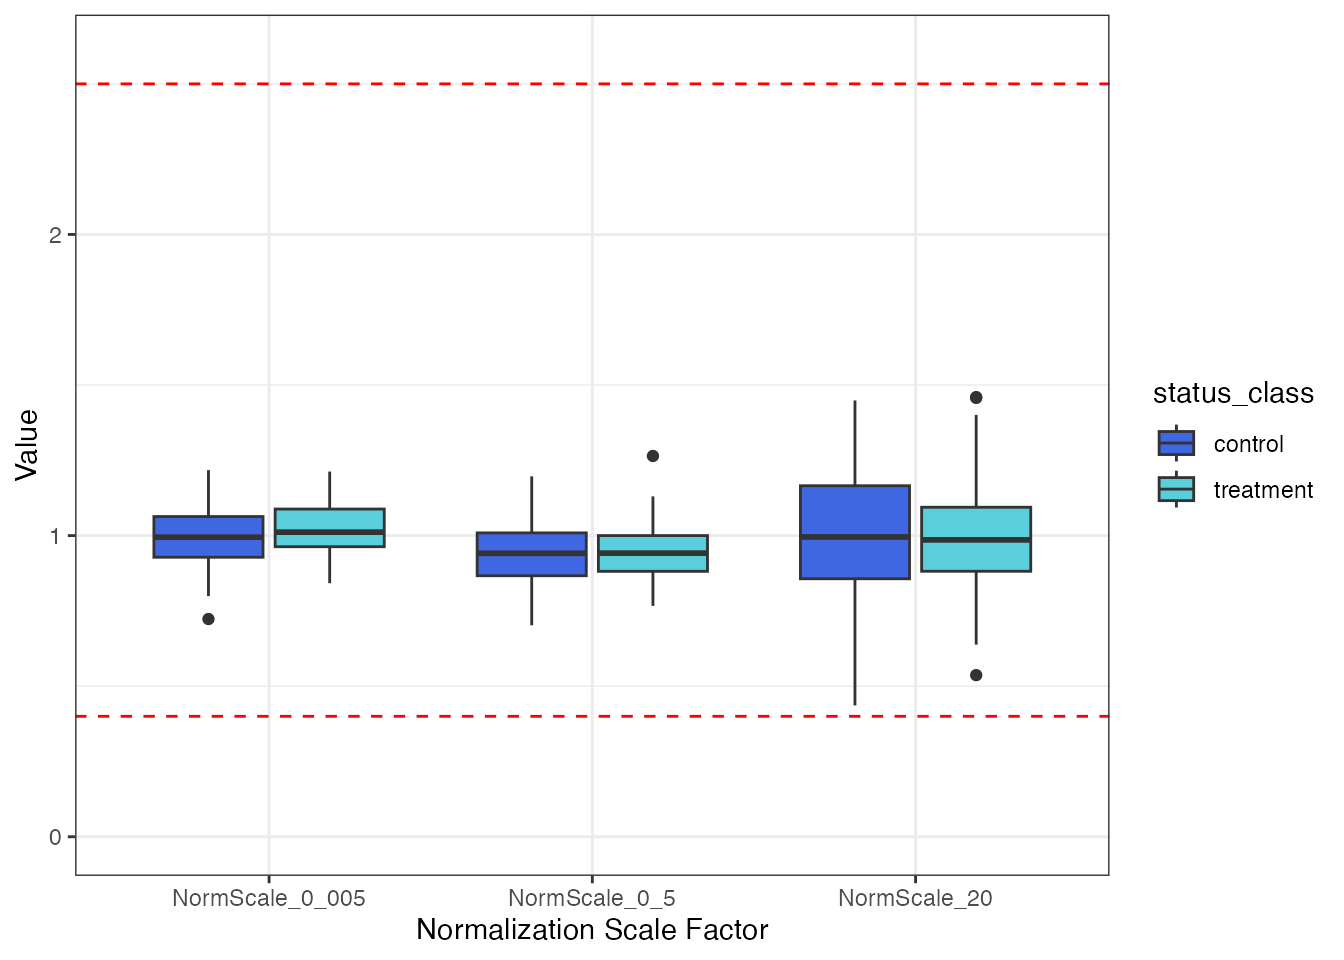 Value
2
1
0
NormScale_0_005
NormScale_0_5
NormScale_20
Normalization Scale Factor
status_class
control
treatment